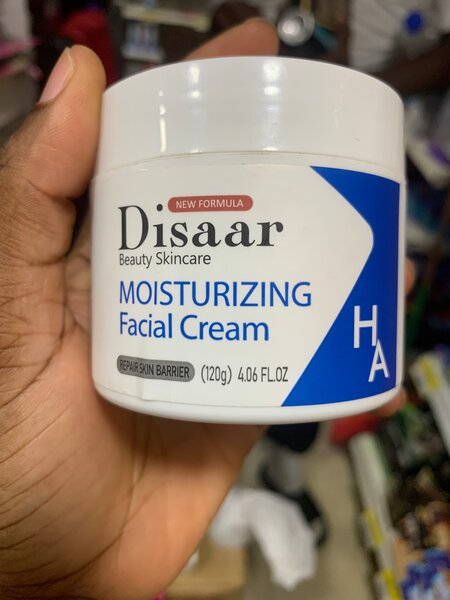 NEW FORMULA
Disaar
Beauty Skincare
MOISTURIZING
Facial Cream
REPAIR SKIN BARRIER (120g) 4.06 FL.OZ
HA